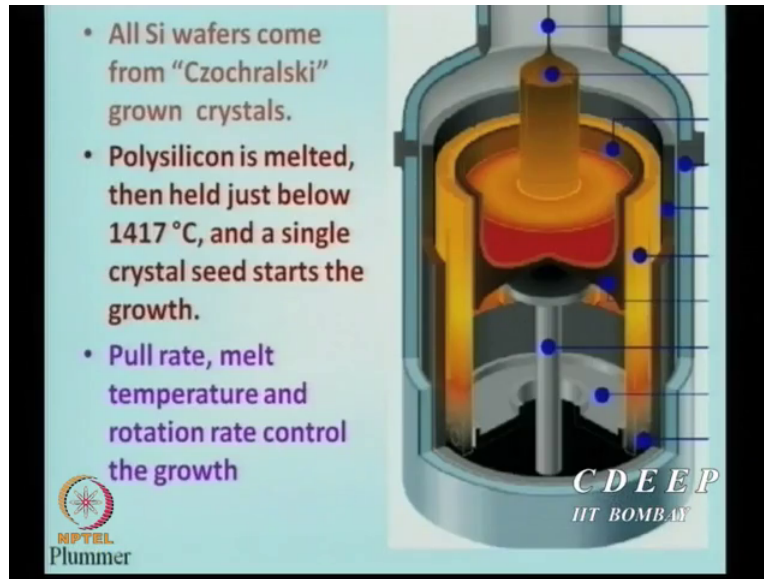 • All Si wafers come
from “Czochralski”
grown crystals.
• Polysilicon is melted,
then held just below
1417 °C, and a single
crystal seed starts the
growth.
• Pull rate, melt
temperature and
rotation rate control
the growth
NPTEL
Plummer
CDEEP
IIT BOMBAY